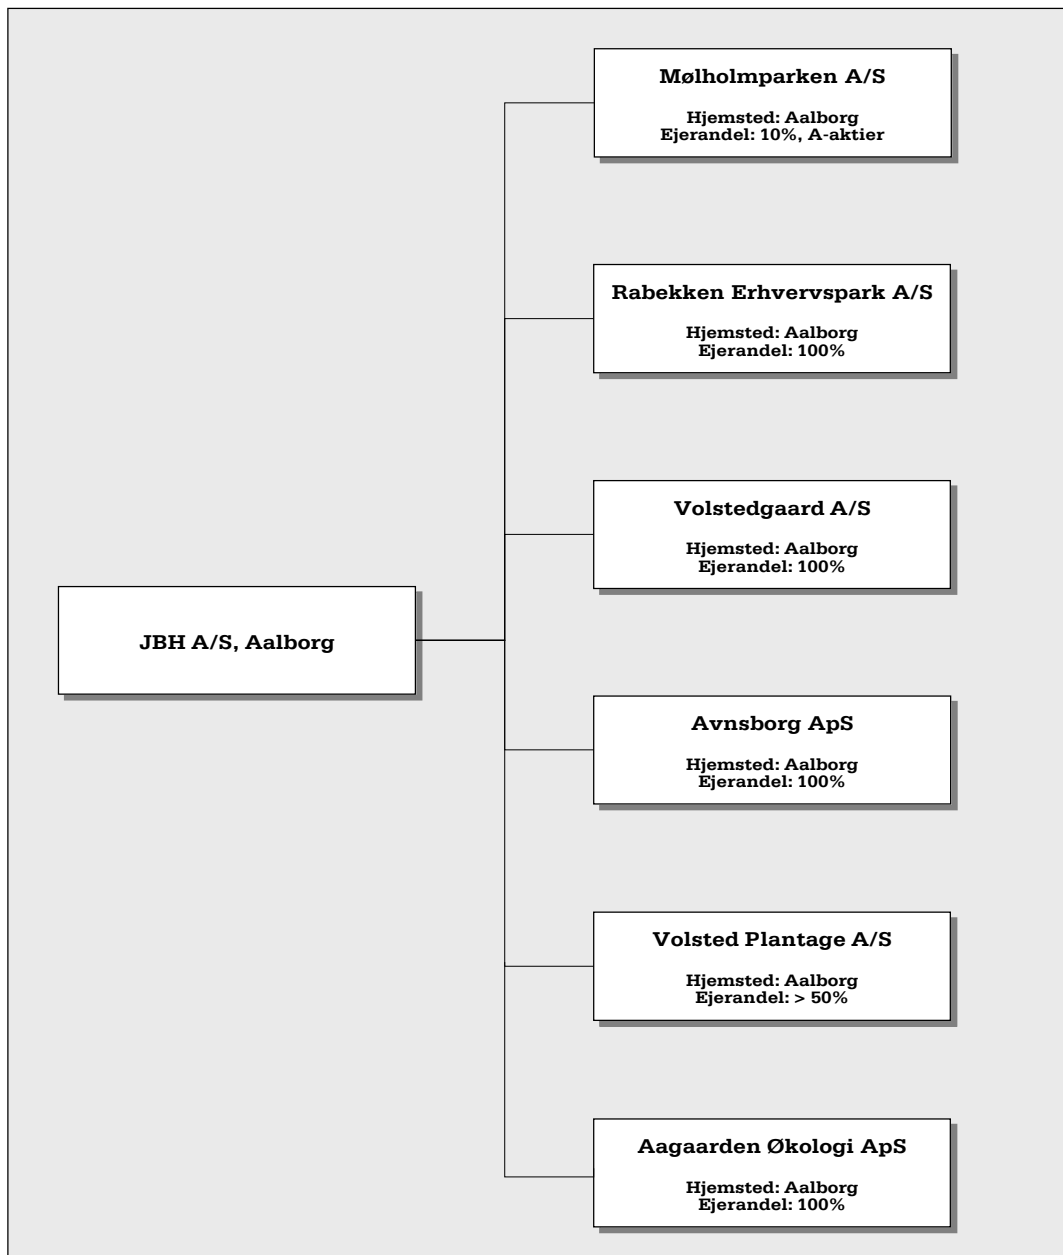 Mølholmparken A/S
Hjemsted: Aalborg
Ejerandel: 10%, A-aktier
Rabekken Erhvervspark A/S
Hjemsted: Aalborg
Ejerandel: 100%
Volstedgaard A/S
Hjemsted: Aalborg
Ejerandel: 100%
JBH A/S, Aalborg
Avnsborg ApS
Hjemsted: Aalborg
Ejerandel: 100%
Volsted Plantage A/S
Hjemsted: Aalborg
Ejerandel: > 50%
Aagaarden Økologi ApS
Hjemsted: Aalborg
Ejerandel: 100%